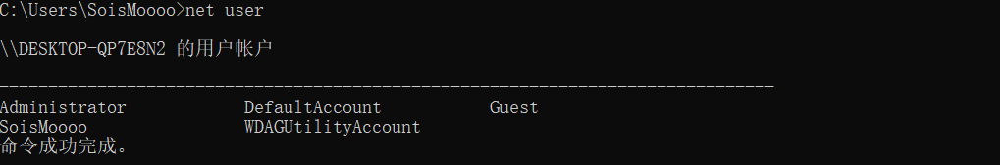 C:\Users\SoisMoooo>net user
\\DESKTOP-QP7E8N2 的用户帐户
-------------------------------------------------------------------------------
Administrator            DefaultAccount           Guest
SoisMoooo                WDAGUtilityAccount
命令成功完成。